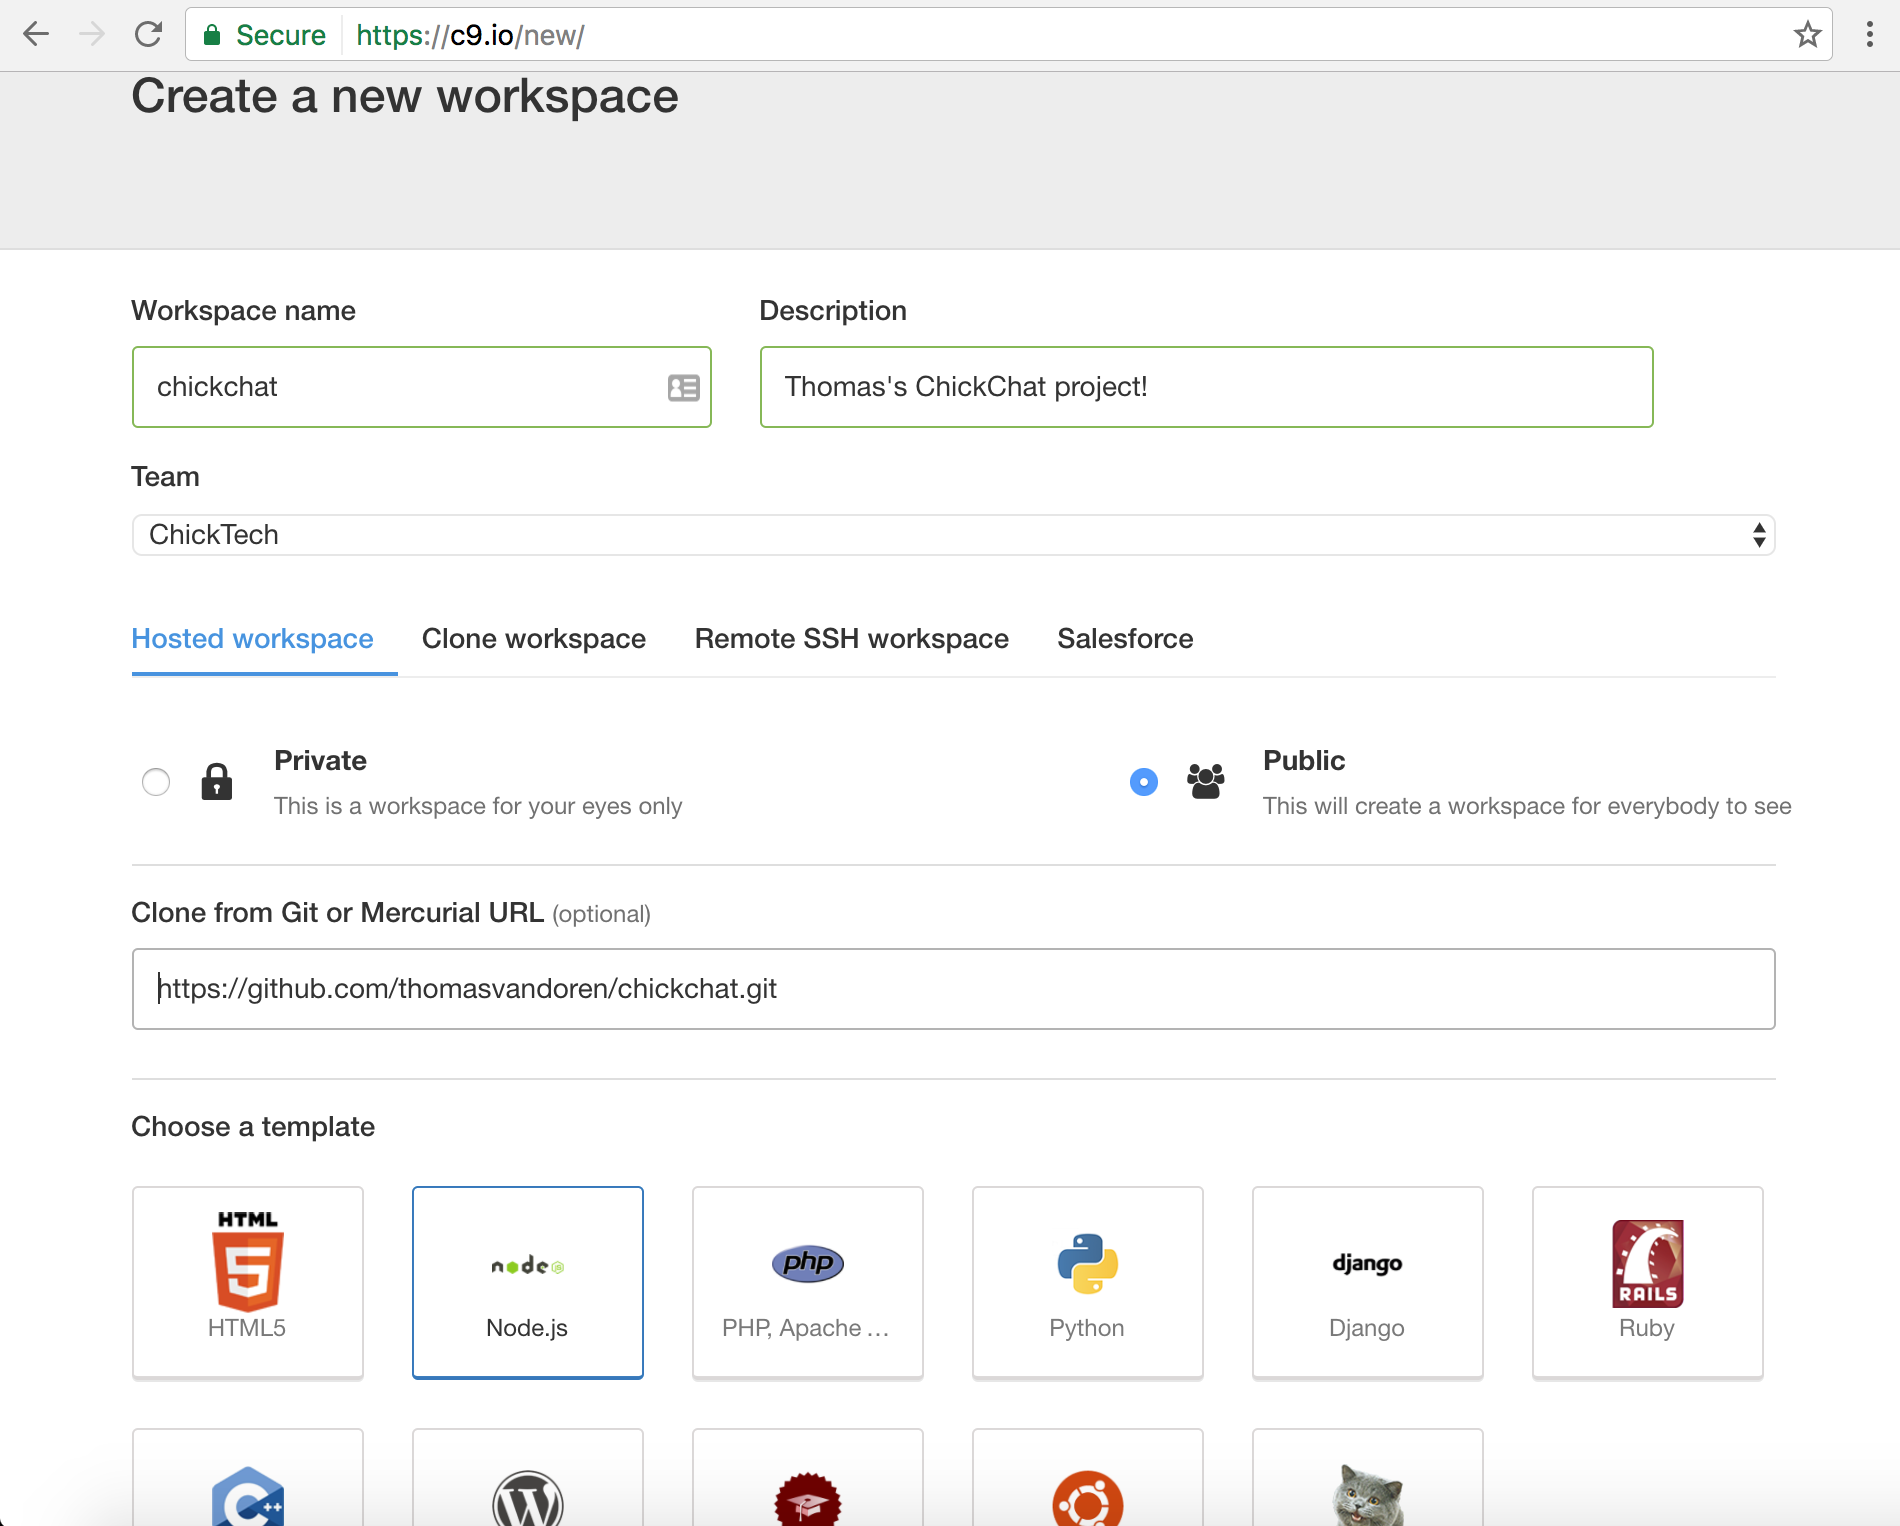 Secure https://c9.io/new/
Create a new workspace
Workspace name Description
chickchat Thomas's ChickChat project!
Team
ChickTech
Hosted workspace Clone workspace Remote SSH workspace Salesforce
Private Public
This is a workspace for your eyes only This will create a workspace for everybody to see
Clone from Git or Mercurial URL (optional)
https://github.com/thomasvandoren/chickchat.git
Choose a template
HTML
5 node JS php django RAILS
HTML5 Node.js PHP, Apache ... Python Django Ruby
C++ W